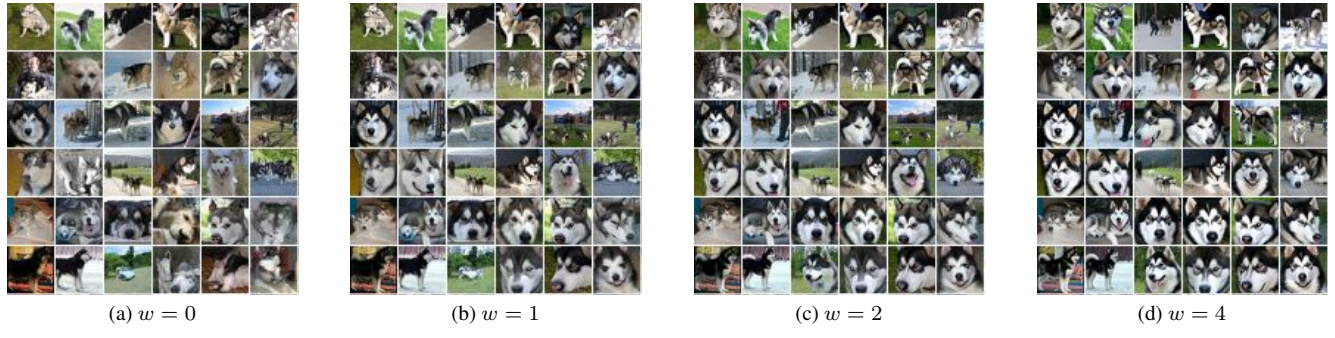 (a) w = 0
(b) w = 1
(c) w = 2
(d) w = 4